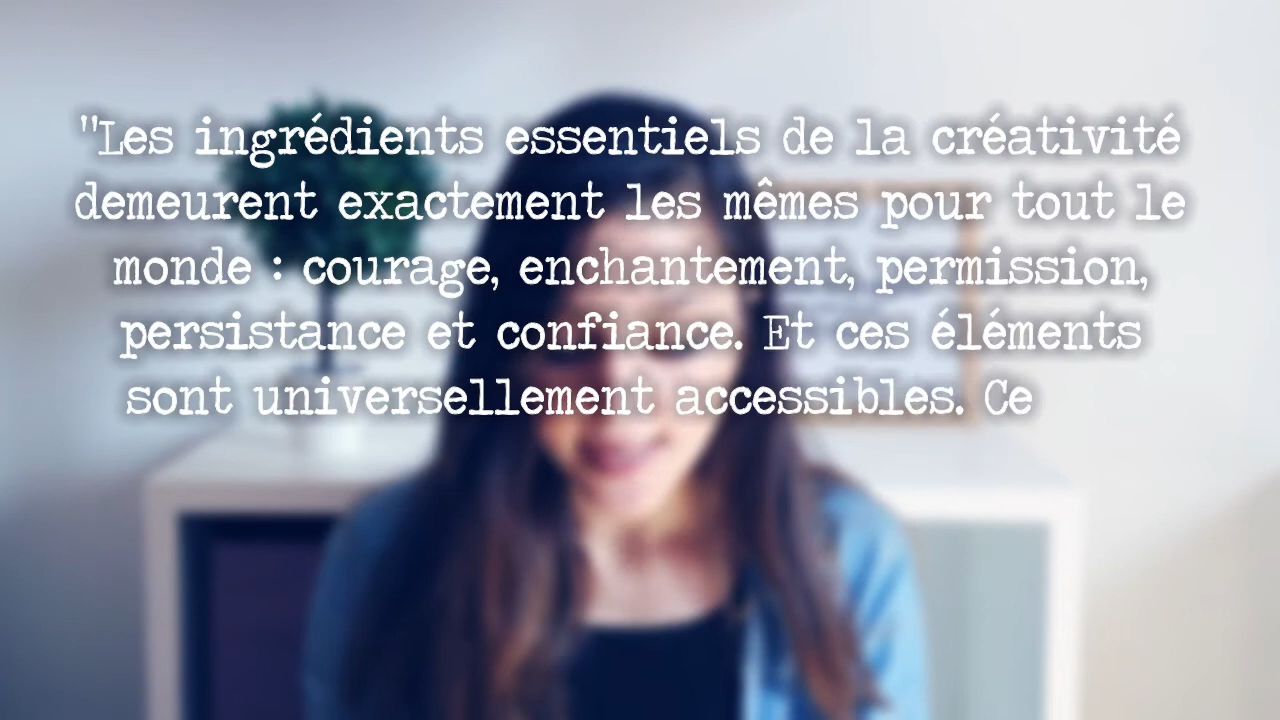 "Les ingrédients essentiels de la créativité
demeurent exactement les mêmes pour tout le
monde : courage, enchantement, permission,
persistance et confiance. Et ces éléments
sont universellement accessibles. Ce